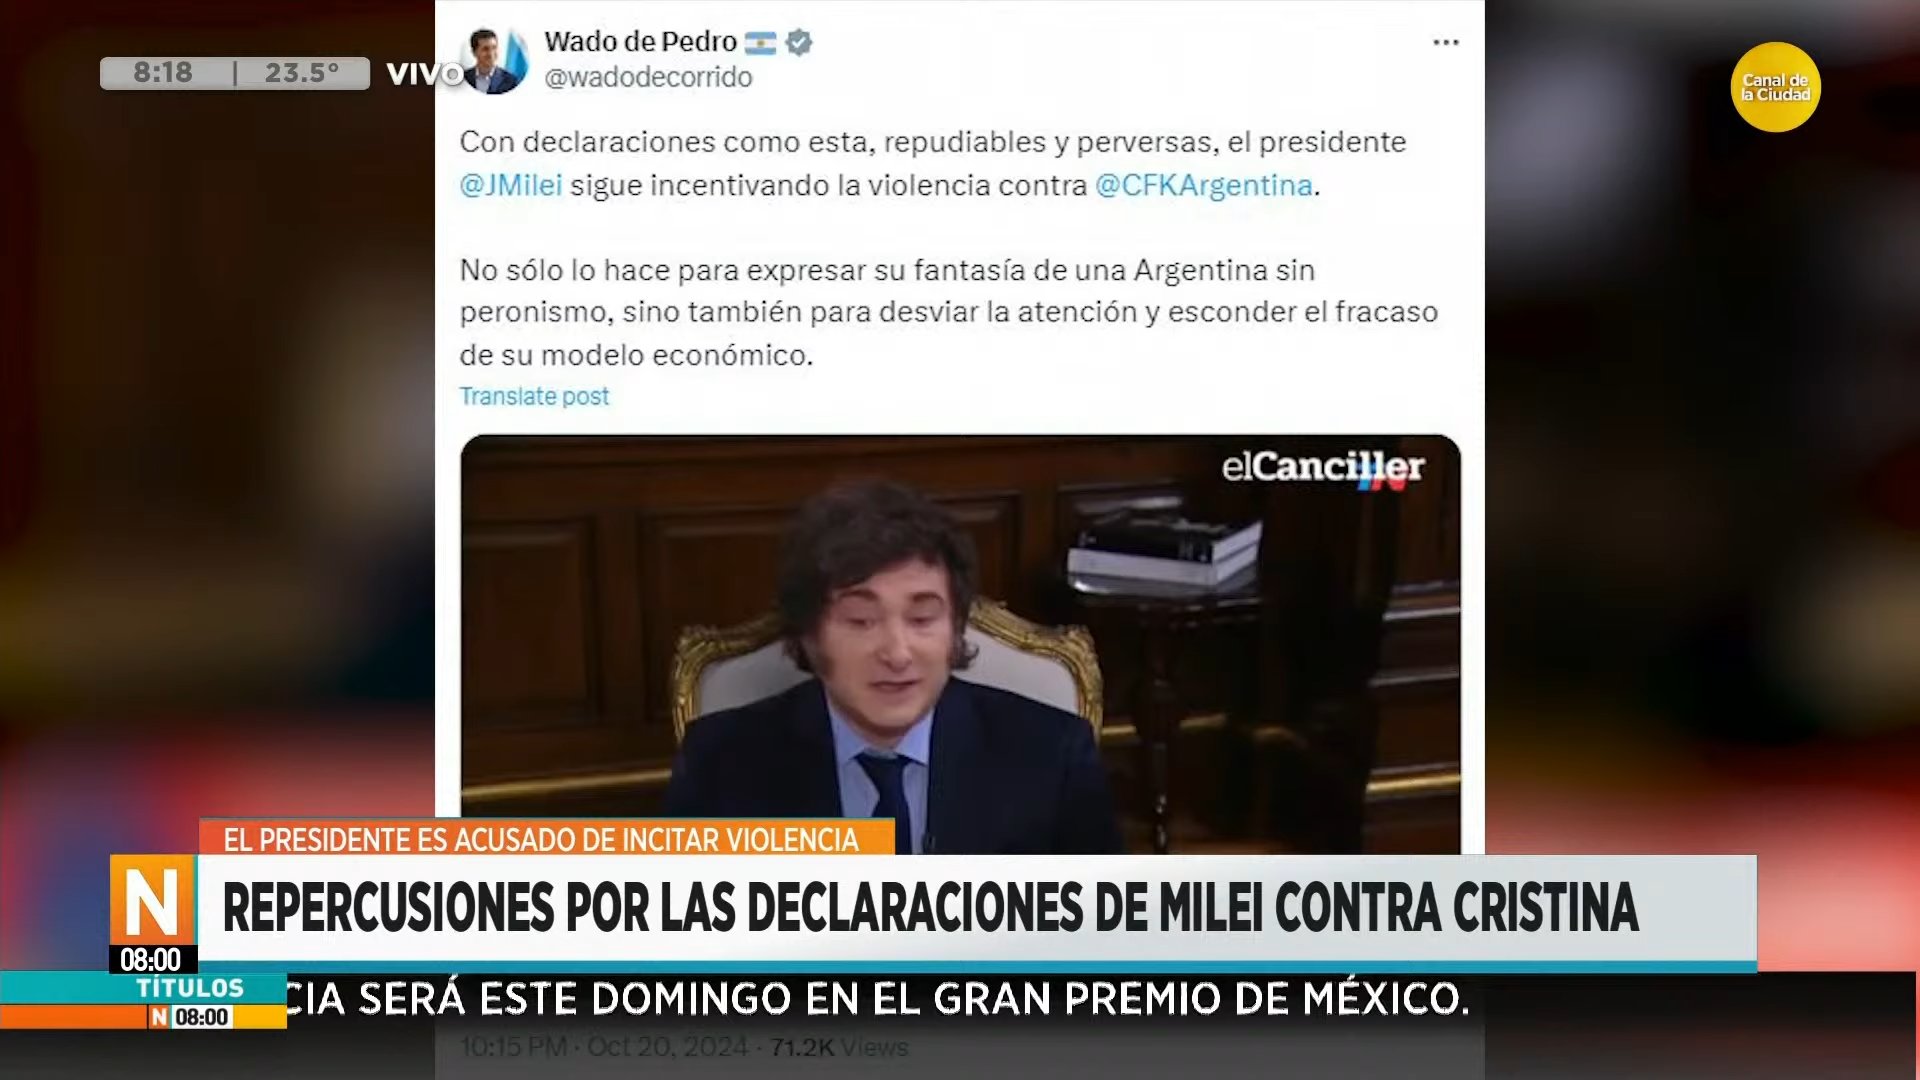 8:18 | 23.5°
VIVO
Wado de Pedro
@wadodecorrido
Canal de
la Ciudad
Con declaraciones como esta, repudiables y perversas, el presidente
@JMilei sigue incentivando la violencia contra @CFKArgentina.
No sólo lo hace para expresar su fantasía de una Argentina sin
peronismo, sino también para desviar la atención y esconder el fracaso
de su modelo económico.
Translate post
elCanciller
EL PRESIDENTE ES ACUSADO DE INCITAR VIOLENCIA
N
REPERCUSIONES POR LAS DECLARACIONES DE MILEI CONTRA CRISTINA
08:00
TÍTULOS
CIA SERÁ ESTE DOMINGO EN EL GRAN PREMIO DE MÉXICO.
N 08:00
10:15 PM · Oct 20, 2024 · 71.2K Views